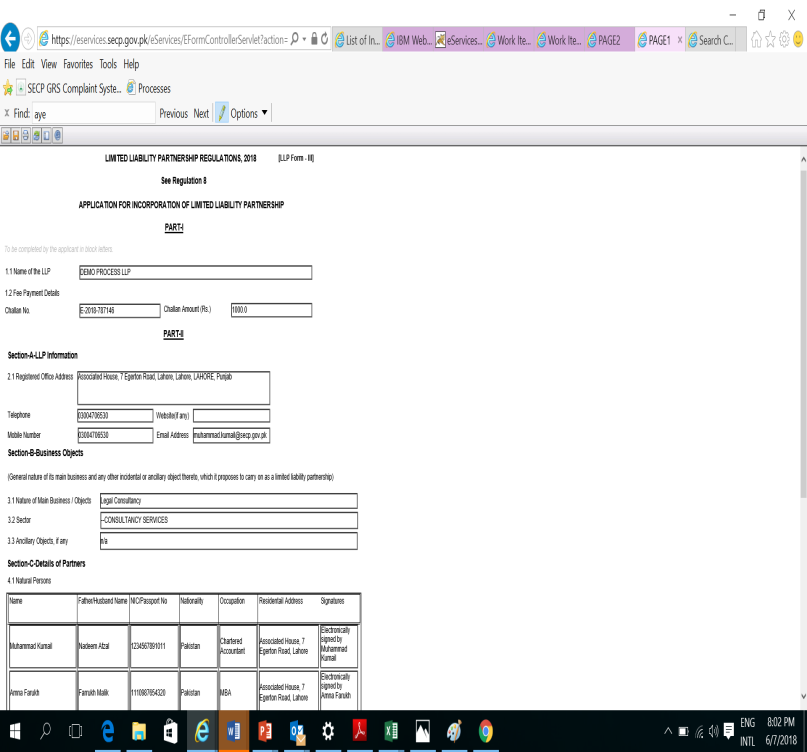 https://eservices.secp.gov.pk/eServices/EFormControllerServlet?action=
List of In...
IBM Web...
eServices...
Work Ite...
Work Ite...
PAGE2
PAGE1
Search C...
File Edit View Favorites Tools Help
SECP GRS Complaint Syste... Processes
x Find: aye Previous Next Options
LIMITED LIABILITY PARTNERSHIP REGULATIONS, 2018 [LLP Form - III]
See Regulation 8
APPLICATION FOR INCORPORATION OF LIMITED LIABILITY PARTNERSHIP
PART-I
To be completed by the applicant in block letters.
1.1 Name of the LLP DEMO PROCESS LLP
1.2 Fee Payment Details
Challan No. E-2018-787146 Challan Amount (Rs.) 1000.0
PART-II
Section-A-LLP Information
2.1 Registered Office Address Associated House, 7 Egerton Road, Lahore, Lahore, LAHORE, Punjab
Telephone 03004706530 Website(if any)
Mobile Number 03004706530 Email Address muhammad.kumail@secp.gov.pk
Section-B-Business Objects
(General nature of its main business and any other incidental or ancillary object thereto, which it proposes to carry on as a limited liability partnership)
3.1 Nature of Main Business / Objects Legal Consultancy
3.2 Sector --CONSULTANCY SERVICES
3.3 Ancillary Objects, if any n/a
Section-C-Details of Partners
4.1 Natural Persons
Name Father/Husband Name NIC/Passport No Nationality Occupation Residentail Address Signatures
Muhammad Kumail Nadeem Afzal 1234567891011 Pakistan Chartered Accountant Associated House, 7 Egerton Road, Lahore Electronically signed by Muhammad Kumail
Amna Farukh Farrukh Malik 1110987654320 Pakistan MBA Associated House, 7 Egerton Road, Lahore Electronically signed by Amna Farukh
ENG 8:02 PM
INTL 6/7/2018